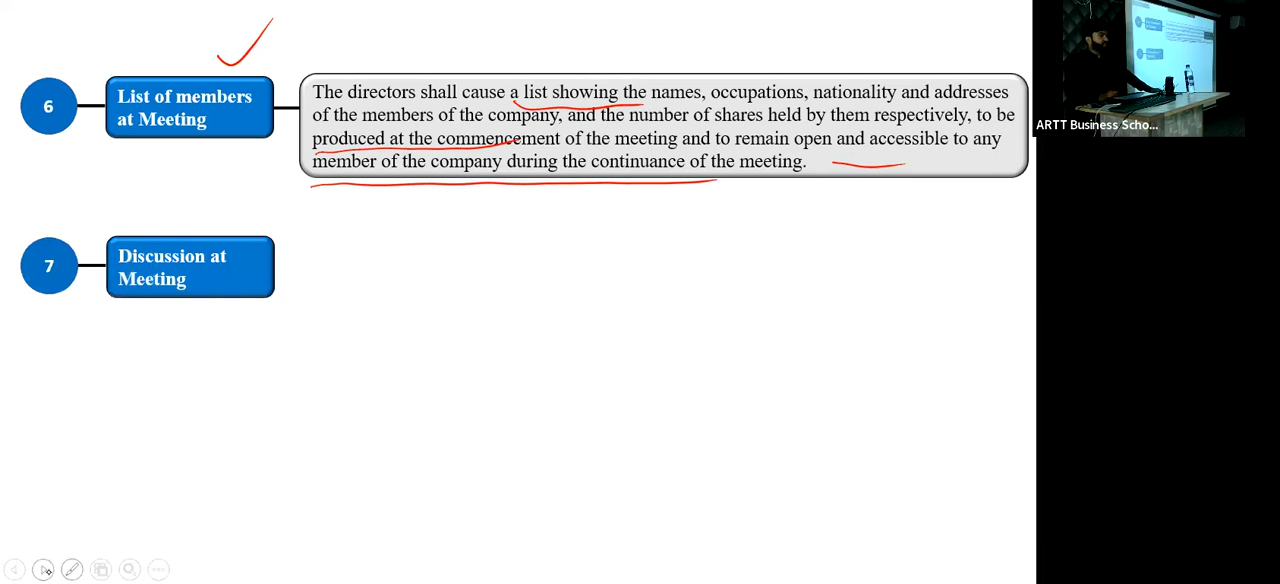 6
List of members
at Meeting
The directors shall cause a list showing the names, occupations, nationality and addresses
of the members of the company, and the number of shares held by them respectively, to be
produced at the commencement of the meeting and to remain open and accessible to any
member of the company during the continuance of the meeting.
ARTT Business Scho...
7
Discussion at
Meeting